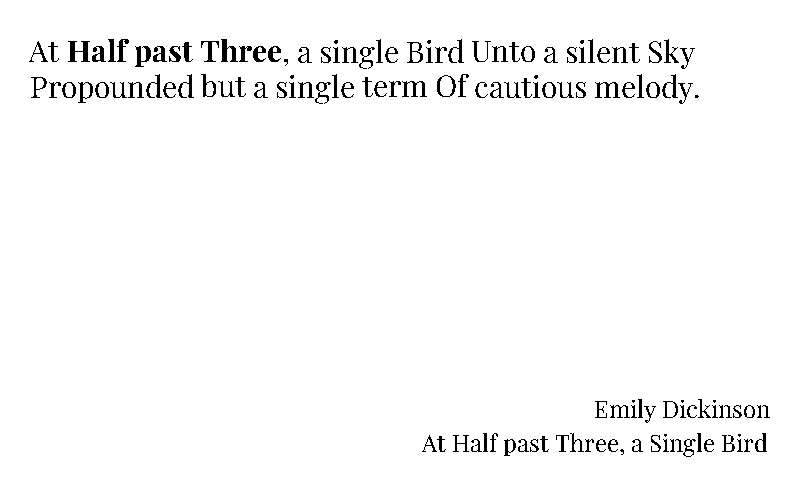 At Half past Three, a single Bird Unto a silent Sky
Propounded but a single term Of cautious melody.
Emily Dickinson
At Half past Three, a Single Bird